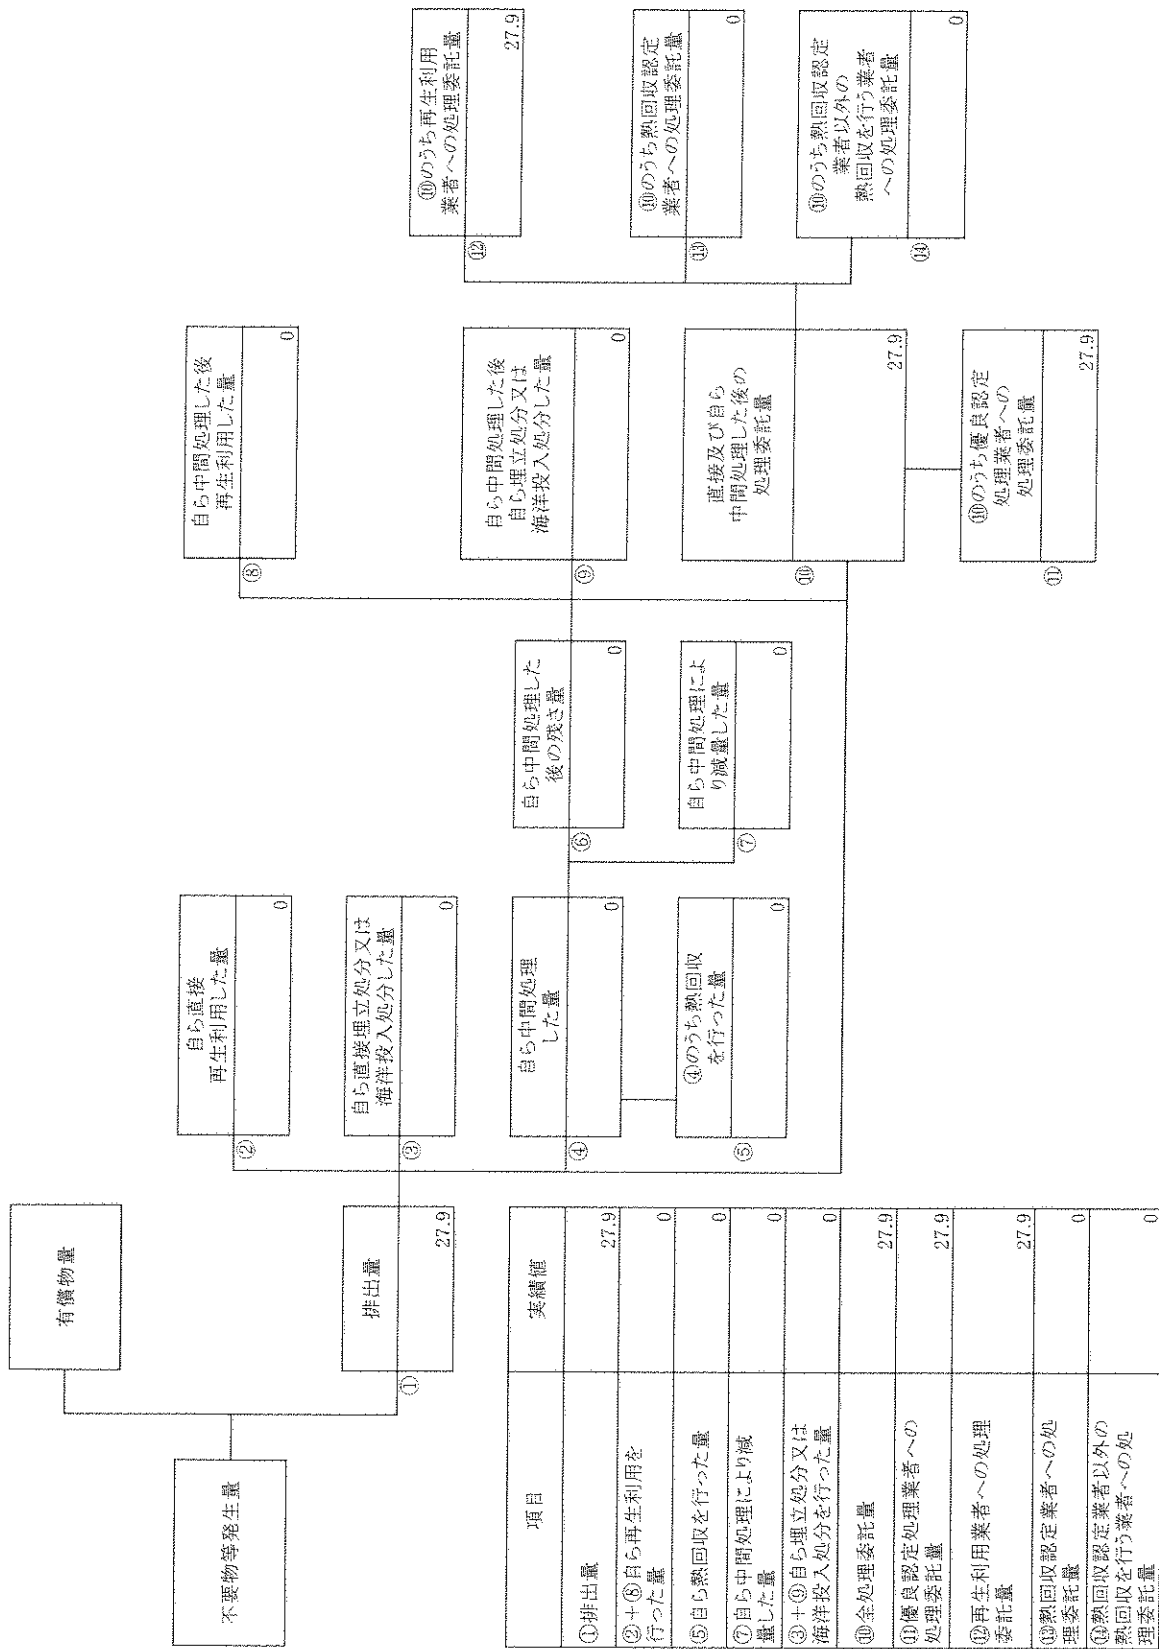 不要物等発生量
有償物量
排出量
①
27.9
自ら直接
再生利用した量
②
0
自ら直接埋立処分又は
海洋投入処分した量
③
0
自ら中間処理
した量
④
0
④のうち熱回収
を行った量
⑤
0
自ら中間処理した
後の残さ量
⑥
0
自ら中間処理によ
り減量した量
⑦
0
自ら中間処理した後
再生利用した量
⑧
0
自ら中間処理した後
自ら埋立処分又は
海洋投入処分した量
⑨
0
直接及び自ら
中間処理した後の
処理委託量
⑩
27.9
⑩のうち優良認定
処理業者への
処理委託量
⑪
27.9
⑩のうち再生利用
業者への処理委託量
⑫
27.9
⑩のうち熱回収認定
業者への処理委託量
⑬
0
⑩のうち熱回収認定
業者以外の
熱回収を行う業者
への処理委託量
⑭
0
項目 実績値
①排出量 27.9
②+⑧自ら再生利用を
行った量 0
⑤自ら熱回収を行った量 0
⑦自ら中間処理により減
量した量 0
③+⑨自ら埋立処分又は
海洋投入処分を行った量 0
⑩全処理委託量 27.9
⑪優良認定処理業者への
処理委託量 27.9
⑫再生利用業者への処理
委託量 27.9
⑬熱回収認定業者への処
理委託量 0
⑭熱回収認定業者以外の
熱回収を行う業者への処
理委託量 0